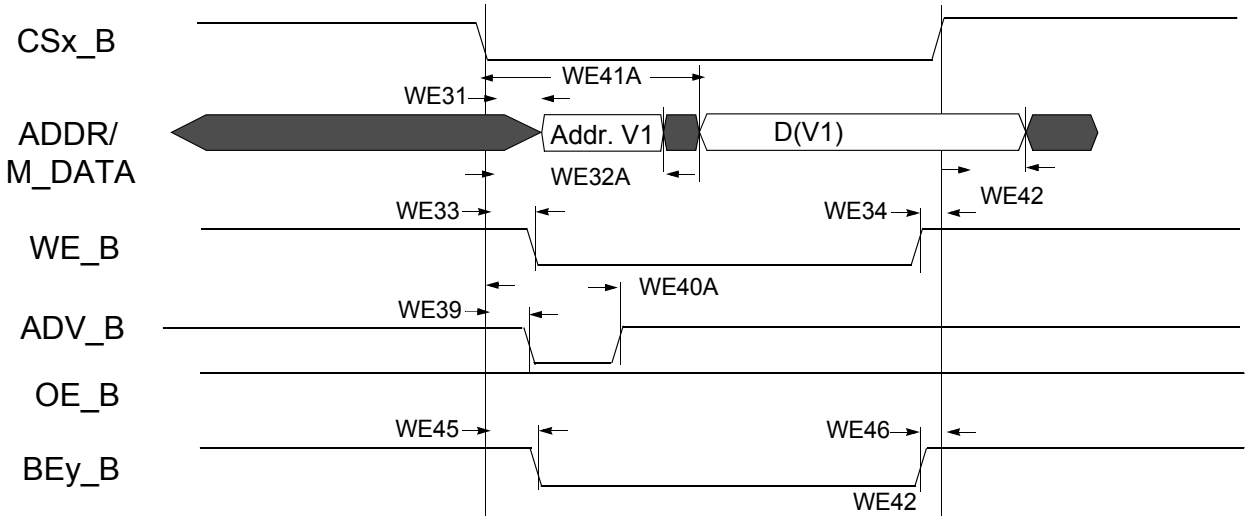 CSx_B
WE41A
WE31
ADDR/
M_DATA
Addr. V1
D(V1)
WE32A
WE42
WE33
WE34
WE_B
WE40A
WE39
ADV_B
OE_B
WE45
WE46
BEy_B
WE42